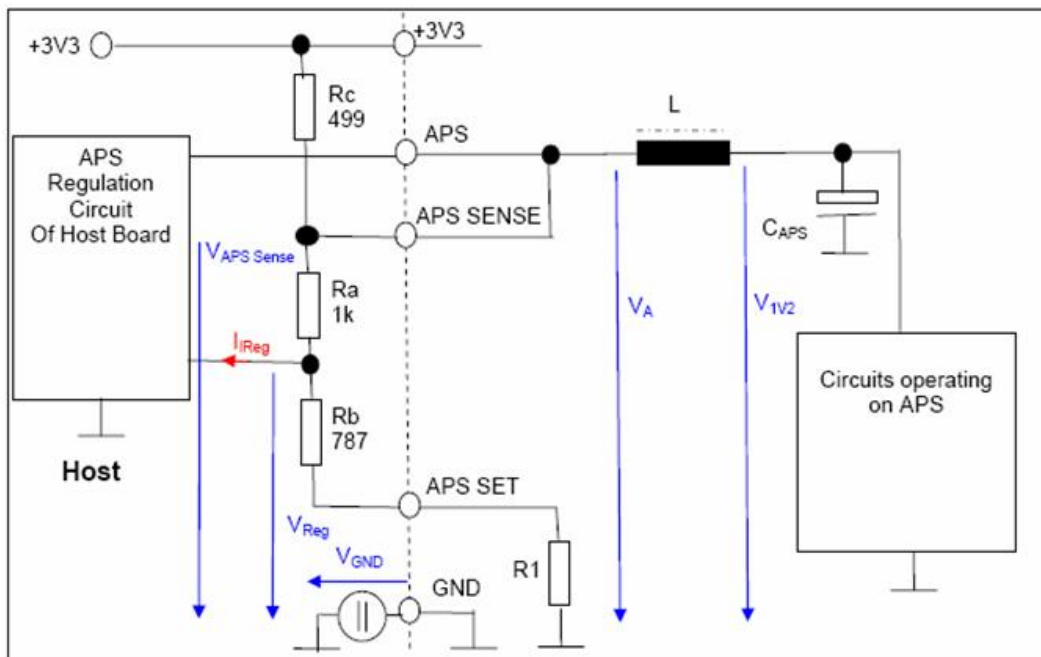 +3V3
+3V3
Rc
499
APS
L
APS
Regulation
Circuit
Of Host Board
APS SENSE
CAPS
VAPS Sense
Ra
1k
VA
V1V2
IIReg
Circuits operating
on APS
Rb
787
Host
APS SET
VReg
VGND
R1
GND